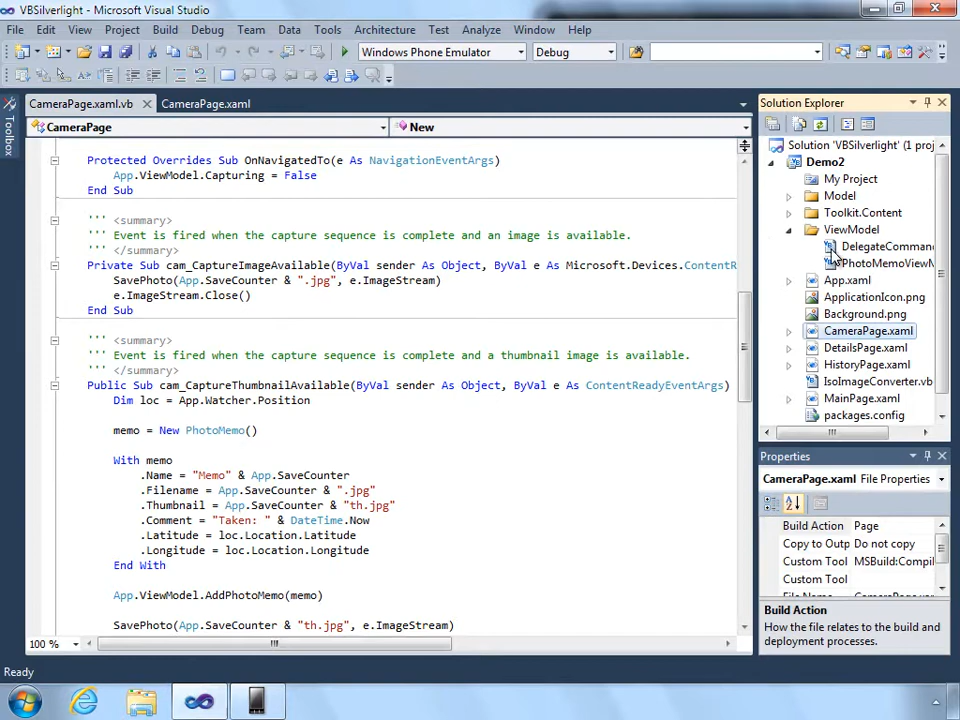 VBSilverlight - Microsoft Visual Studio
File Edit View Project Build Debug Team Data Tools Architecture Test Analyze Window Help
Windows Phone Emulator Debug
CameraPage.xaml.vb CameraPage.xaml
CameraPage New
Toolbox
Protected Overrides Sub OnNavigatedTo(e As NavigationEventArgs)
App.ViewModel.Capturing = False
End Sub
''' <summary>
''' Event is fired when the capture sequence is complete and an image is available.
''' </summary>
Private Sub cam_CaptureImageAvailable(ByVal sender As Object, ByVal e As Microsoft.Devices.ContentR
SavePhoto(App.SaveCounter & ".jpg", e.ImageStream)
e.ImageStream.Close()
End Sub
''' <summary>
''' Event is fired when the capture sequence is complete and a thumbnail image is available.
''' </summary>
Public Sub cam_CaptureThumbnailAvailable(ByVal sender As Object, ByVal e As ContentReadyEventArgs)
Dim loc = App.Watcher.Position
memo = New PhotoMemo()
With memo
.Name = "Memo" & App.SaveCounter
.Filename = App.SaveCounter & ".jpg"
.Thumbnail = App.SaveCounter & "th.jpg"
.Comment = "Taken: " & DateTime.Now
.Latitude = loc.Location.Latitude
.Longitude = loc.Location.Longitude
End With
App.ViewModel.AddPhotoMemo(memo)
SavePhoto(App.SaveCounter & "th.jpg", e.ImageStream)
100 %
Ready
Solution Explorer
Solution 'VBSilverlight' (1 proj
Demo2
My Project
Model
Toolkit.Content
ViewModel
DelegateComman
PhotoMemoViewM
App.xaml
ApplicationIcon.png
Background.png
CameraPage.xaml
DetailsPage.xaml
HistoryPage.xaml
IsoImageConverter.vb
MainPage.xaml
packages.config
Properties
CameraPage.xaml File Properties
Build Action Page
Copy to Outp Do not copy
Custom Tool MSBuild:Compil
Custom Tool
Build Action
How the file relates to the build and
deployment processes.